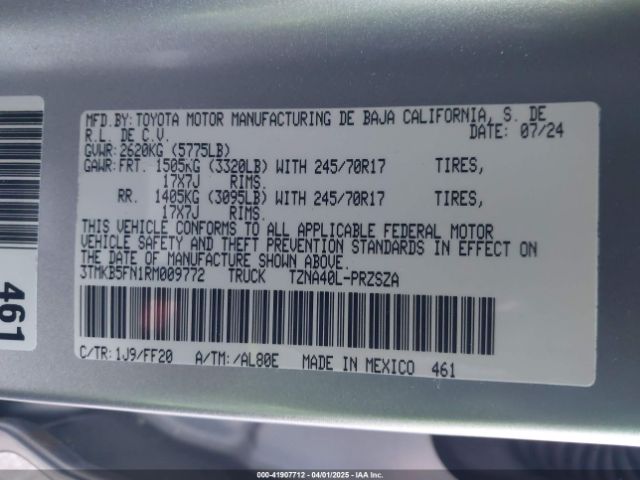 MFD. BY: TOYOTA MOTOR MANUFACTURING DE BAJA CALIFORNIA, S. DE
R.L. DE C.V. DATE: 07/24
GVWR: 2620KG (5775LB)
GAWR: FRT. 1505KG (3320LB) WITH 245/70R17 TIRES,
17X7J RIMS.
RR. 1405KG (3095LB) WITH 245/70R17 TIRES,
17X7J RIMS.
THIS VEHICLE CONFORMS TO ALL APPLICABLE FEDERAL MOTOR
VEHICLE SAFETY AND THEFT PREVENTION STANDARDS IN EFFECT ON
THE DATE OF MANUFACTURE SHOWN ABOVE.
3TMKB5FN1RM009772 TRUCK TZNA40L-PRZSZA
C/TR: 1J9/FF20 A/TM: /AL80E MADE IN MEXICO 461
461
00-41907712 - 04/01/2025 - COPART.COM